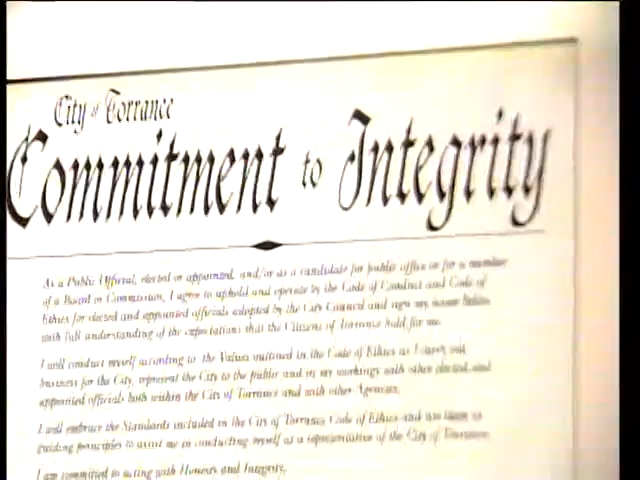 City of Torrance
Commitment to Integrity
As a Public Official, elected or appointed, and/or as a candidate for public office or for a member
of a Board or Commission, I agree to uphold and operate by the Code of Conduct and Code of
Ethics for elected and appointed officials adopted by the City Council and sign my name below
with full understanding of the expectations that the Citizens of Torrance hold for me.
I will conduct myself according to the Values outlined in the Code of Ethics as I carry out
business for the City, represent the City to the public and in my workings with other elected and
appointed officials both within the City of Torrance and with other Agencies.
I will embrace the Standards included in the City of Torrance Code of Ethics and use them as
guiding principles to assist me in conducting myself as a representative of the City of Torrance.
I am committed to acting with Honesty and Integrity.